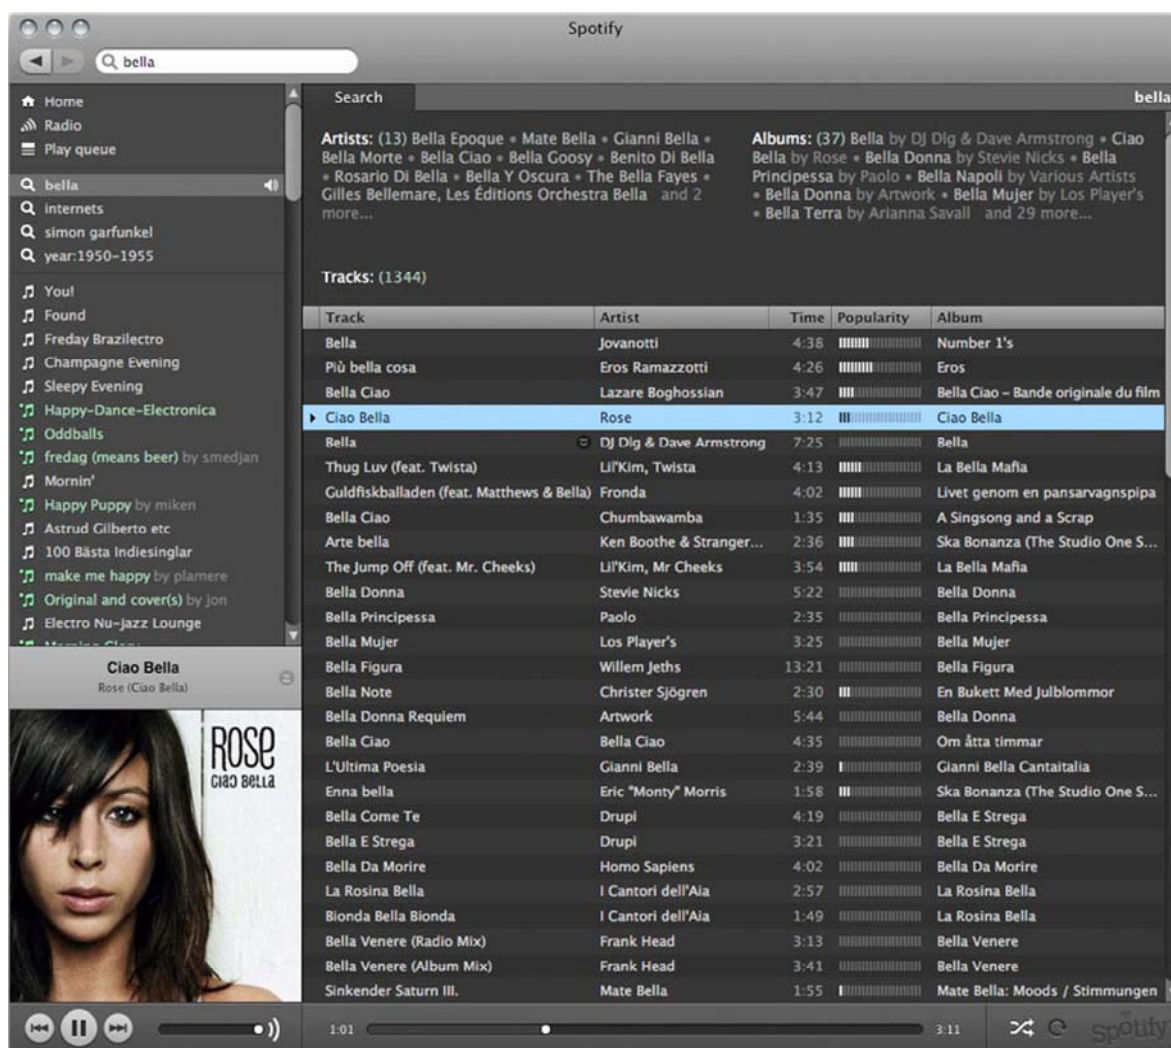 Spotify
bella
Home
Radio
Play queue
bella
internets
simon garfunkel
year:1950-1955
You!
Found
Freday Brazilectro
Champagne Evening
Sleepy Evening
Happy-Dance-Electronica
Oddballs
fredag (means beer) by smedjan
Mornin'
Happy Puppy by miken
Astrud Gilberto etc
100 Bästa Indiesinglar
make me happy by plamere
Original and cover(s) by jon
Electro Nu-Jazz Lounge
Ciao Bella
Rose (Ciao Bella)
ROSE
CIAO BELLA
Search
bella
Artists: (13) Bella Epoque • Mate Bella • Gianni Bella •
Bella Morte • Bella Ciao • Bella Goosy • Benito Di Bella
• Rosario Di Bella • Bella Y Oscura • The Bella Fayes •
Gilles Bellemare, Les Éditions Orchestra Bella and 2
more...
Albums: (37) Bella by DJ Dlg & Dave Armstrong • Ciao
Bella by Rose • Bella Donna by Stevie Nicks • Bella
Principessa by Paolo • Bella Napoli by Various Artists
• Bella Donna by Artwork • Bella Mujer by Los Player's
• Bella Terra by Arianna Savall and 29 more...
Tracks: (1344)
Track Artist Time Popularity Album
Bella Jovanotti 4:38 Number 1's
Più bella cosa Eros Ramazzotti 4:26 Eros
Bella Ciao Lazare Boghossian 3:47 Bella Ciao – Bande originale du film
Ciao Bella Rose 3:12 Ciao Bella
Bella DJ Dlg & Dave Armstrong 7:25 Bella
Thug Luv (feat. Twista) Lil'Kim, Twista 4:13 La Bella Mafia
Guldfiskballaden (feat. Matthews & Bella) Fronda 4:02 Livet genom en pansarvagnspipa
Bella Ciao Chumbawamba 1:35 A Singsong and a Scrap
Arte bella Ken Boothe & Stranger... 2:36 Ska Bonanza (The Studio One S...
The Jump Off (feat. Mr. Cheeks) Lil'Kim, Mr Cheeks 3:54 La Bella Mafia
Bella Donna Stevie Nicks 5:22 Bella Donna
Bella Principessa Paolo 2:35 Bella Principessa
Bella Mujer Los Player's 3:25 Bella Mujer
Bella Figura Willem Jeths 13:21 Bella Figura
Bella Note Christer Sjögren 2:30 En Bukett Med Julblommor
Bella Donna Requiem Artwork 5:44 Bella Donna
Bella Ciao Bella Ciao 4:35 Om åtta timmar
L'Ultima Poesia Gianni Bella 2:39 Gianni Bella Cantaitalia
Enna bella Eric "Monty" Morris 1:58 Ska Bonanza (The Studio One S...
Bella Come Te Drupi 4:19 Bella E Strega
Bella E Strega Drupi 3:21 Bella E Strega
Bella Da Morire Homo Sapiens 4:02 Bella Da Morire
La Rosina Bella I Cantori dell'Aia 2:57 La Rosina Bella
Bionda Bella Bionda I Cantori dell'Aia 1:49 La Rosina Bella
Bella Venere (Radio Mix) Frank Head 3:13 Bella Venere
Bella Venere (Album Mix) Frank Head 3:41 Bella Venere
Sinkender Saturn III. Mate Bella 1:55 Mate Bella: Moods / Stimmungen
1:01 3:11 Spotify